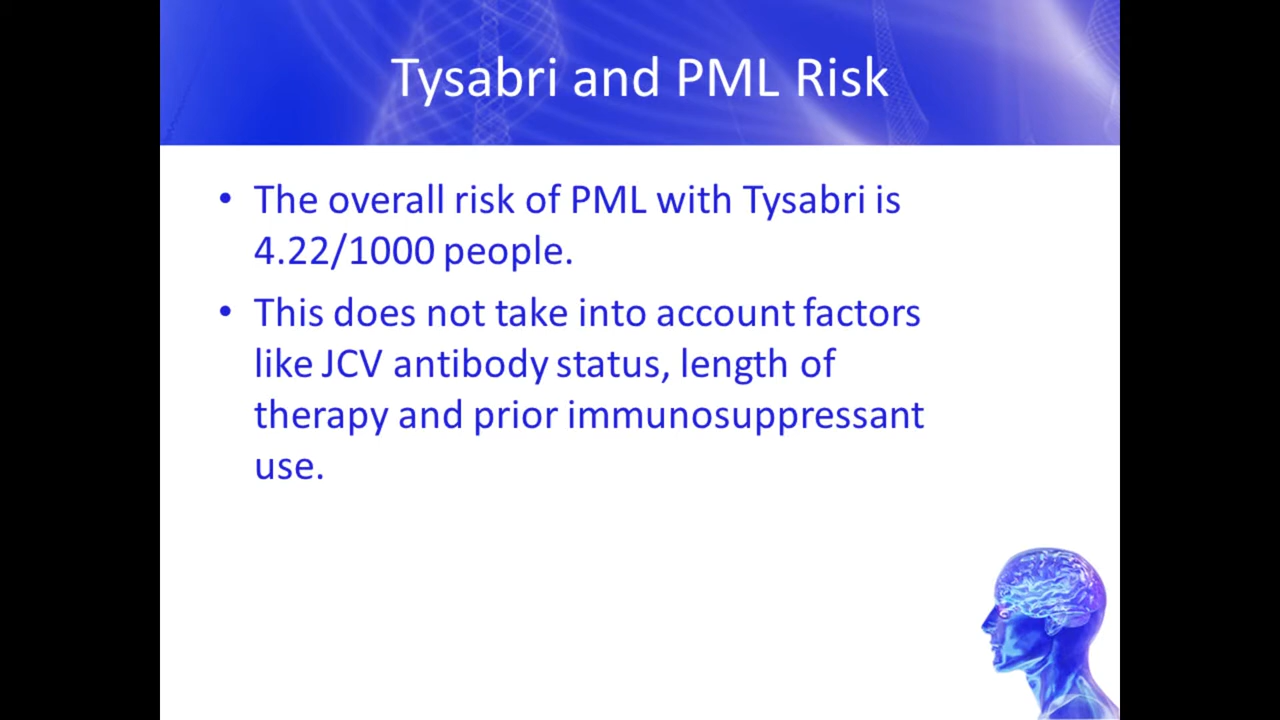 Tysabri and PML Risk
• The overall risk of PML with Tysabri is
4.22/1000 people.
• This does not take into account factors
like JCV antibody status, length of
therapy and prior immunosuppressant
use.